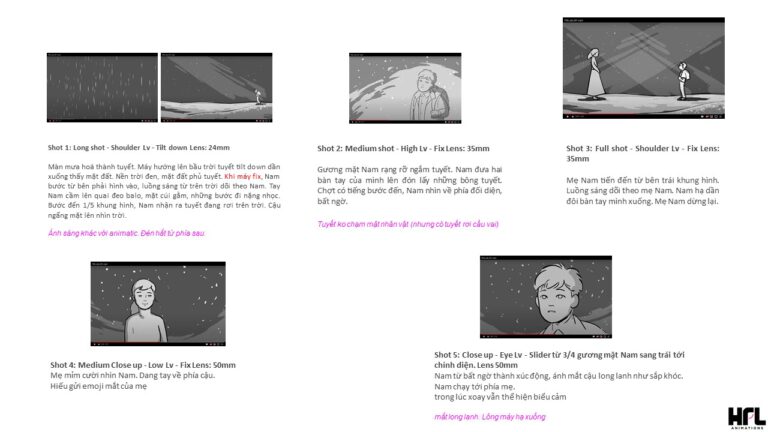 Shot 1: Long shot - Shoulder Lv - Tilt down Lens: 24mm
Màn mưa hoà thành tuyết. Máy hướng lên bầu trời tuyết tilt down dần
xuống thấy mặt đất. Nền trời đen, mặt đất phủ tuyết. Khi máy fix, Nam
bước từ bên phải hình vào, luồng sáng từ trên trời dõi theo Nam. Tay
Nam cầm lên quai đeo balo, mặt cúi gằm, những bước đi nặng nhọc.
Bước đến 1/5 khung hình, Nam nhận ra tuyết đang rơi trên trời. Cậu
ngẩng mặt lên nhìn trời.
Ánh sáng khác với animatic. Đèn hắt từ phía sau.
Shot 2: Medium shot - High Lv - Fix Lens: 35mm
Gương mặt Nam rạng rỡ ngắm tuyết. Nam đưa hai
bàn tay của mình lên đón lấy những bông tuyết.
Chợt có tiếng bước đến, Nam nhìn về phía đối diện,
bất ngờ.
Tuyết ko chạm mặt nhân vật (nhưng có tuyết rơi cầu vai)
Shot 3: Full shot - Shoulder Lv - Fix Lens:
35mm
Mẹ Nam tiến đến từ bên trái khung hình.
Luồng sáng dõi theo mẹ Nam. Nam hạ dần
đôi bàn tay mình xuống. Mẹ Nam dừng lại.
Shot 4: Medium Close up - Low Lv - Fix Lens: 50mm
Mẹ mỉm cười nhìn Nam. Dang tay về phía cậu.
Hiếu gửi emoji mắt của mẹ
Shot 5: Close up - Eye Lv - Slider từ 3/4 gương mặt Nam sang trái tới
chính diện. Lens 50mm
Nam từ bất ngờ thành xúc động, ánh mắt cậu long lanh như sắp khóc.
Nam chạy tới phía mẹ.
trong lúc xoay vẫn thể hiện biểu cảm
mắt long lanh. Lông mày hạ xuống
HFL
ANIMATIONS